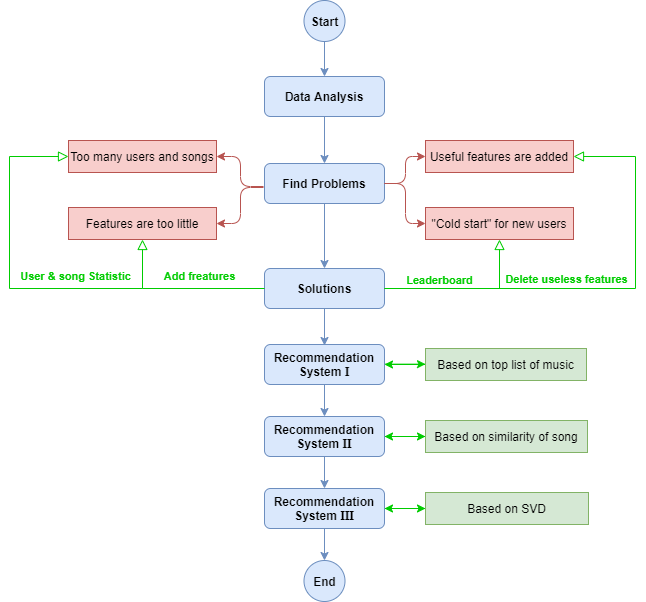 Start
Data Analysis
Too many users and songs
Useful features are added
Find Problems
Features are too little
"Cold start" for new users
User & song Statistic
Add freatures
Solutions
Leaderboard
Delete useless features
Recommendation
System I
Based on top list of music
Recommendation
System II
Based on similarity of song
Recommendation
System III
Based on SVD
End